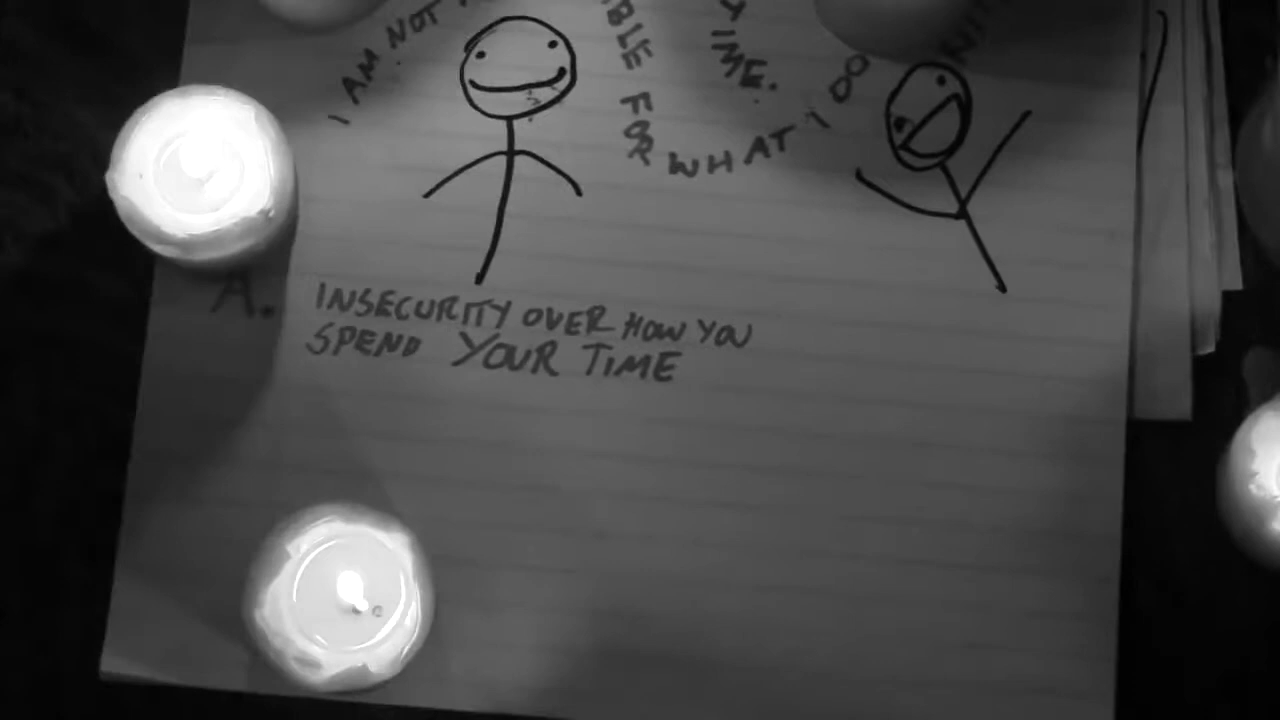 I AM NOT
BLE FOR WHAT I DO
TIME.
A. INSECURITY OVER HOW YOU
SPEND YOUR TIME